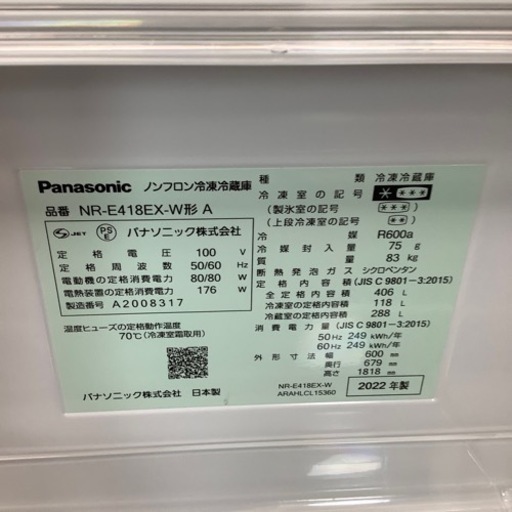 Panasonic ノンフロン冷凍冷蔵庫
品番 NR-E418EX-W形 A
S-JET PS E パナソニック株式会社
定格電圧 100 V
定格周波数 50/60 Hz
電動機の定格消費電力 80/80 W
電熱装置の定格消費電力 176 W
製造番号 A2008317
温度ヒューズの定格動作温度
70℃(冷凍室霜取用)
パナソニック株式会社 日本製
種類 冷凍冷蔵庫
冷凍室の記号 * ***
(製氷室の記号 ***)
(上段冷凍室の記号 **)
冷媒 R600a
冷媒封入量 75 g
質量 83 kg
断熱発泡ガス シクロペンタン
定格内容積 (JIS C 9801-3:2015)
全定格内容積 406 L
冷凍室の定格内容積 118 L
冷蔵室の定格内容積 288 L
消費電力量 (JIS C 9801-3:2015)
50Hz 249 kWh/年
60Hz 249 kWh/年
外形寸法 幅 600 mm
奥行 679 mm
高さ 1818 mm
NR-E418EX-W
ARAHLCL15360
2022年製